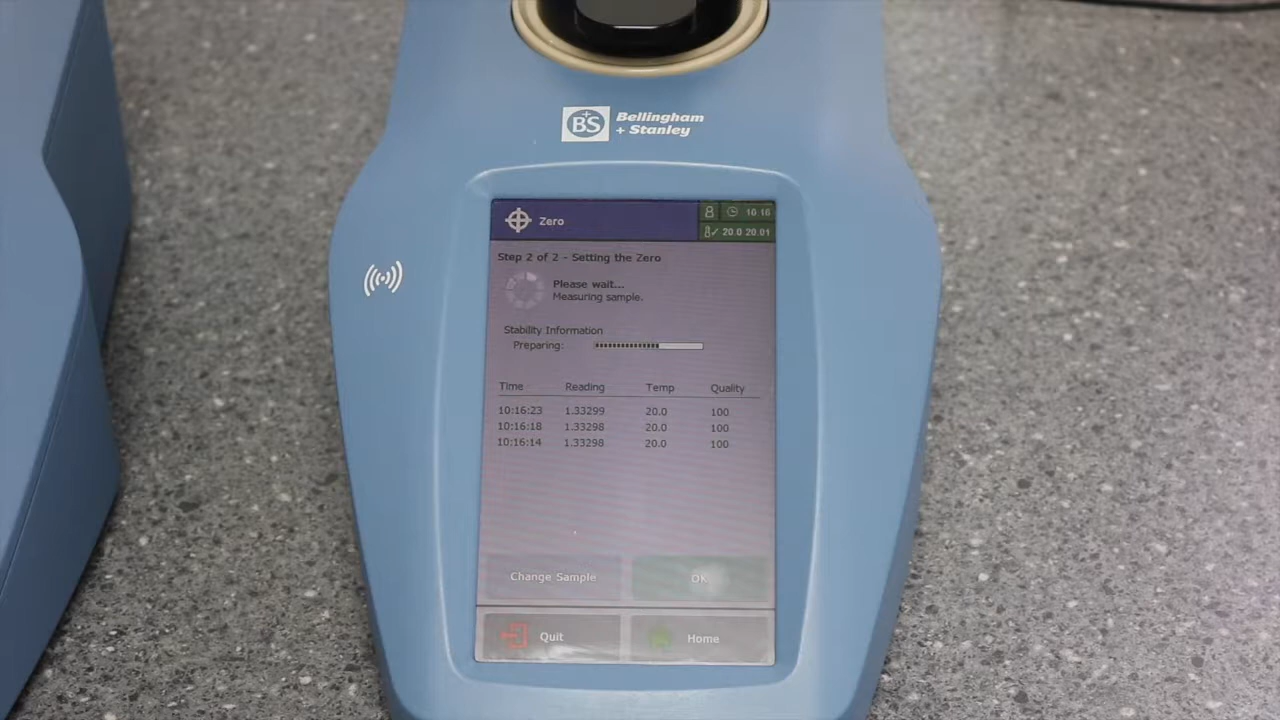 BS
Bellingham
+ Stanley
Zero
10:16
20.0 20.01
Step 2 of 2 - Setting the Zero
Please wait...
Measuring sample.
Stability Information
Preparing:
Time Reading Temp Quality
10:16:23 1.33299 20.0 100
10:16:18 1.33298 20.0 100
10:16:14 1.33298 20.0 100
Change Sample OK
Quit Home